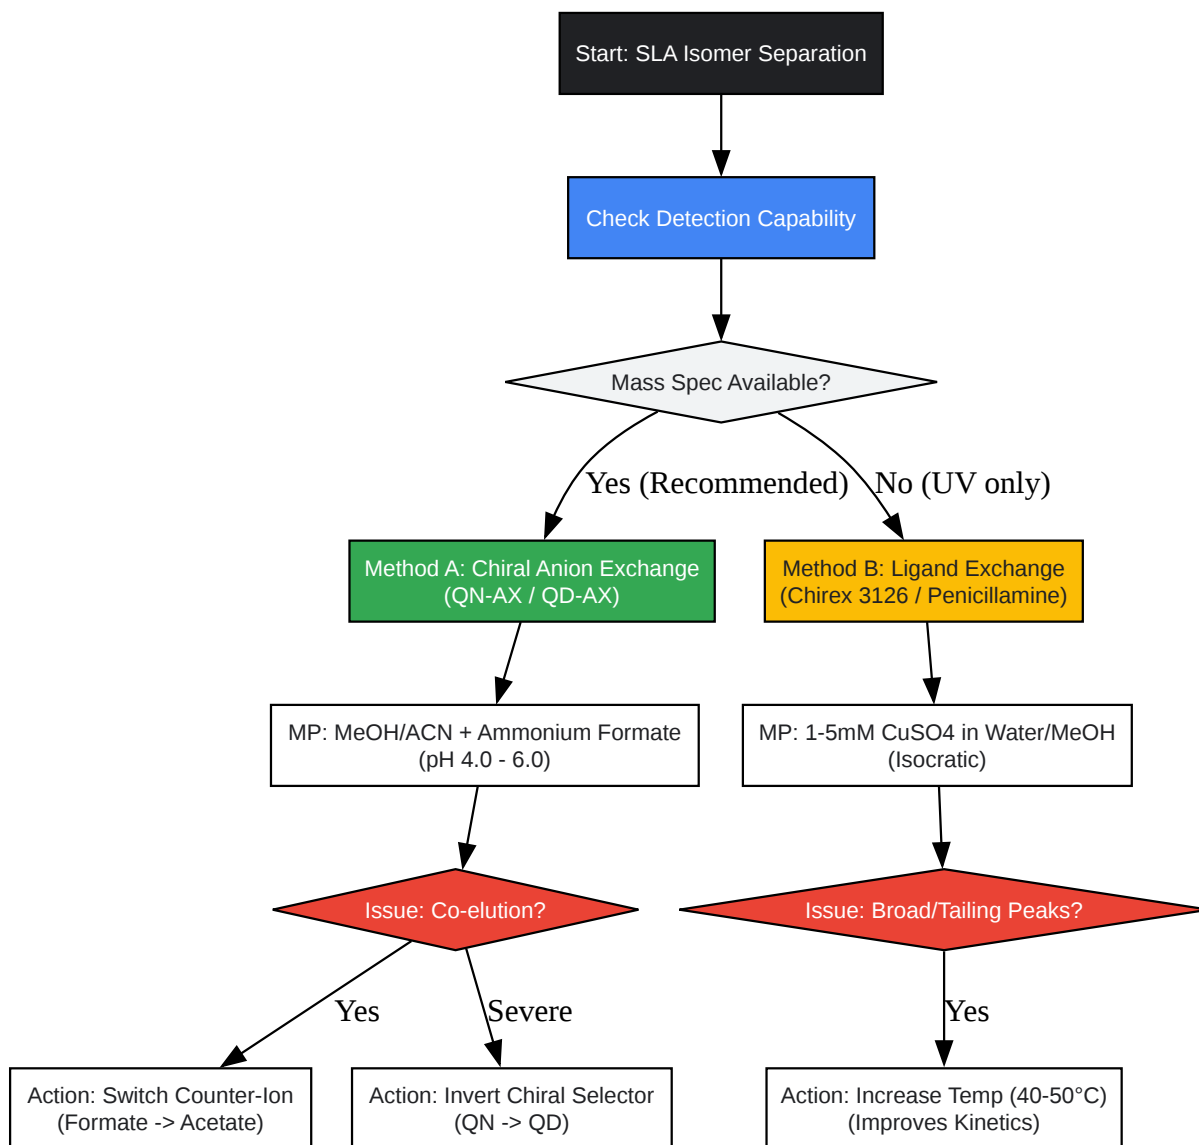 Start: SLA Isomer Separation
Check Detection Capability
Mass Spec Available?
Yes (Recommended)
No (UV only)
Method A: Chiral Anion Exchange
(QN-AX / QD-AX)
Method B: Ligand Exchange
(Chirex 3126 / Penicillamine)
MP: MeOH/ACN + Ammonium Formate
(pH 4.0 - 6.0)
MP: 1-5mM CuSO4 in Water/MeOH
(Isocratic)
Issue: Co-elution?
Issue: Broad/Tailing Peaks?
Yes
Severe
Yes
Action: Switch Counter-Ion
(Formate -> Acetate)
Action: Invert Chiral Selector
(QN -> QD)
Action: Increase Temp (40-50°C)
(Improves Kinetics)